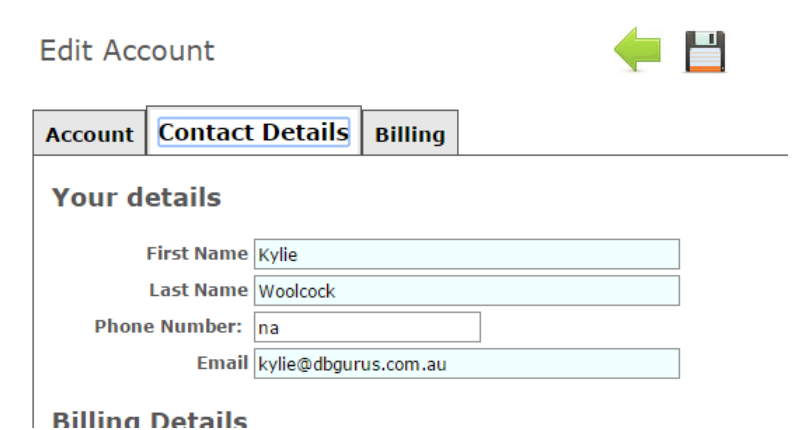 Edit Account
Account Contact Details Billing
Your details
First Name Kylie
Last Name Woolcock
Phone Number: na
Email kylie@dbgurus.com.au
Billing Details